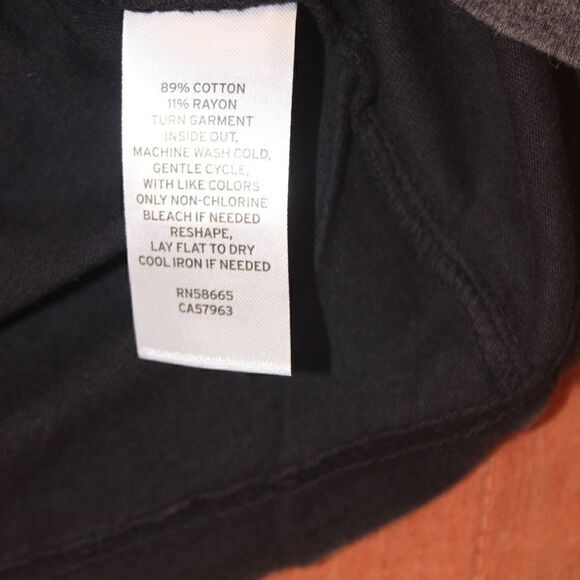 89% COTTON
11% RAYON
TURN GARMENT
INSIDE OUT,
MACHINE WASH COLD,
GENTLE CYCLE,
WITH LIKE COLORS
ONLY NON-CHLORINE
BLEACH IF NEEDED
RESHAPE,
LAY FLAT TO DRY
COOL IRON IF NEEDED
RN58665
CA57963